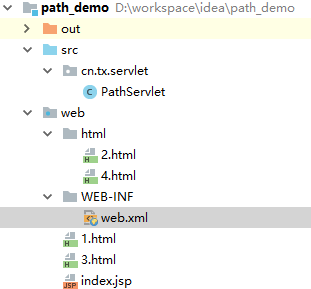 path_demo D:\workspace\idea\path_demo
out
src
cn.tx.servlet
C PathServlet
web
html
H 2.html
H 4.html
WEB-INF
web.xml
H 1.html
H 3.html
JSP index.jsp